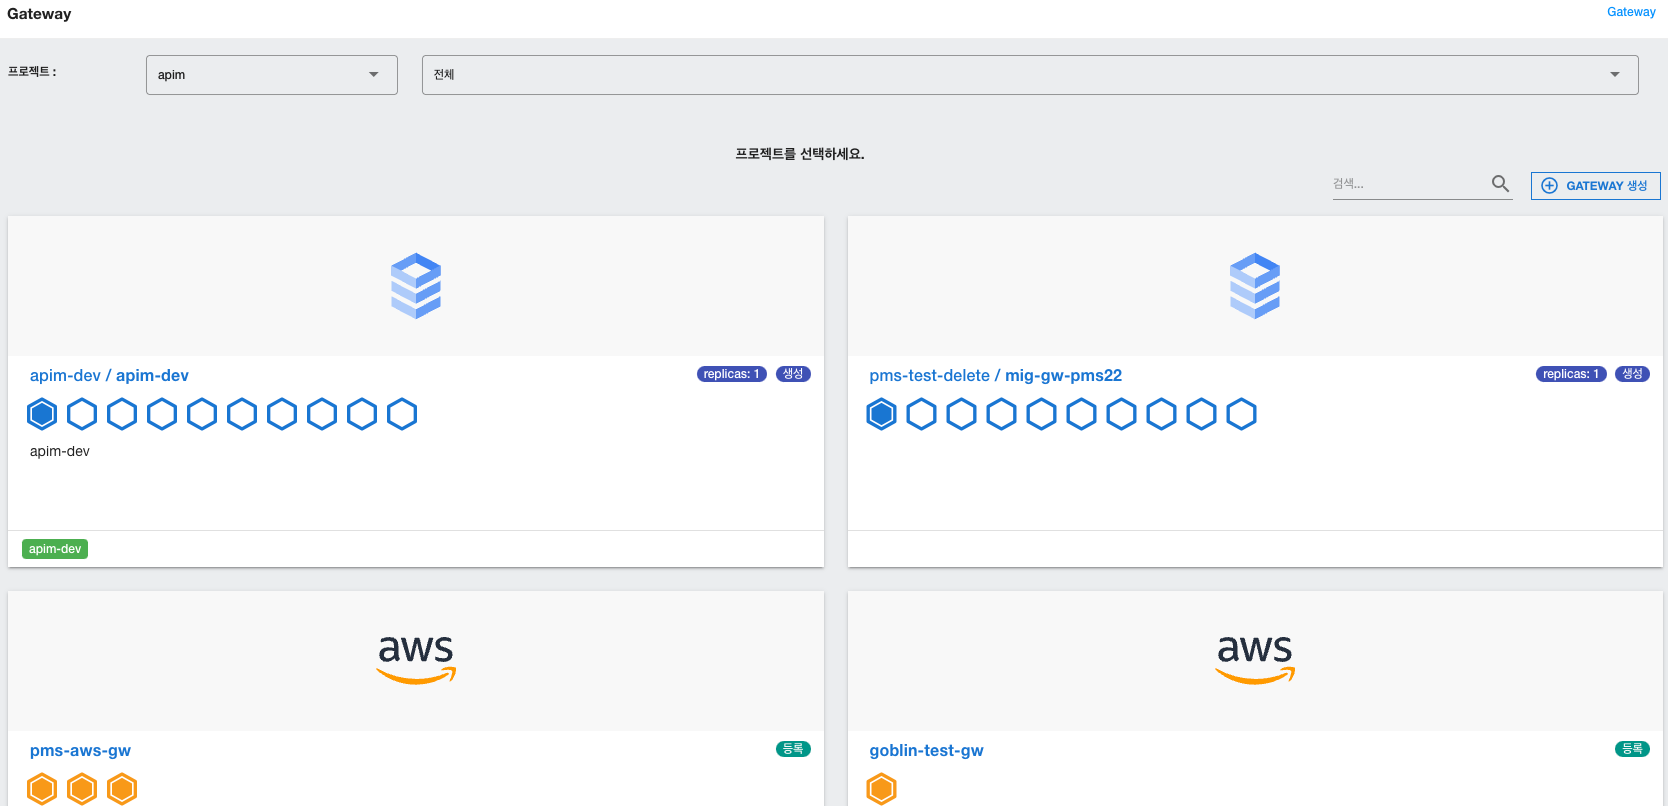 Gateway
Gateway
프로젝트 :
apim
전체
프로젝트를 선택하세요.
검색...
GATEWAY 생성
apim-dev / apim-dev
replicas: 1
생성
apim-dev
apim-dev
pms-test-delete / mig-gw-pms22
replicas: 1
생성
aws
pms-aws-gw
등록
aws
goblin-test-gw
등록